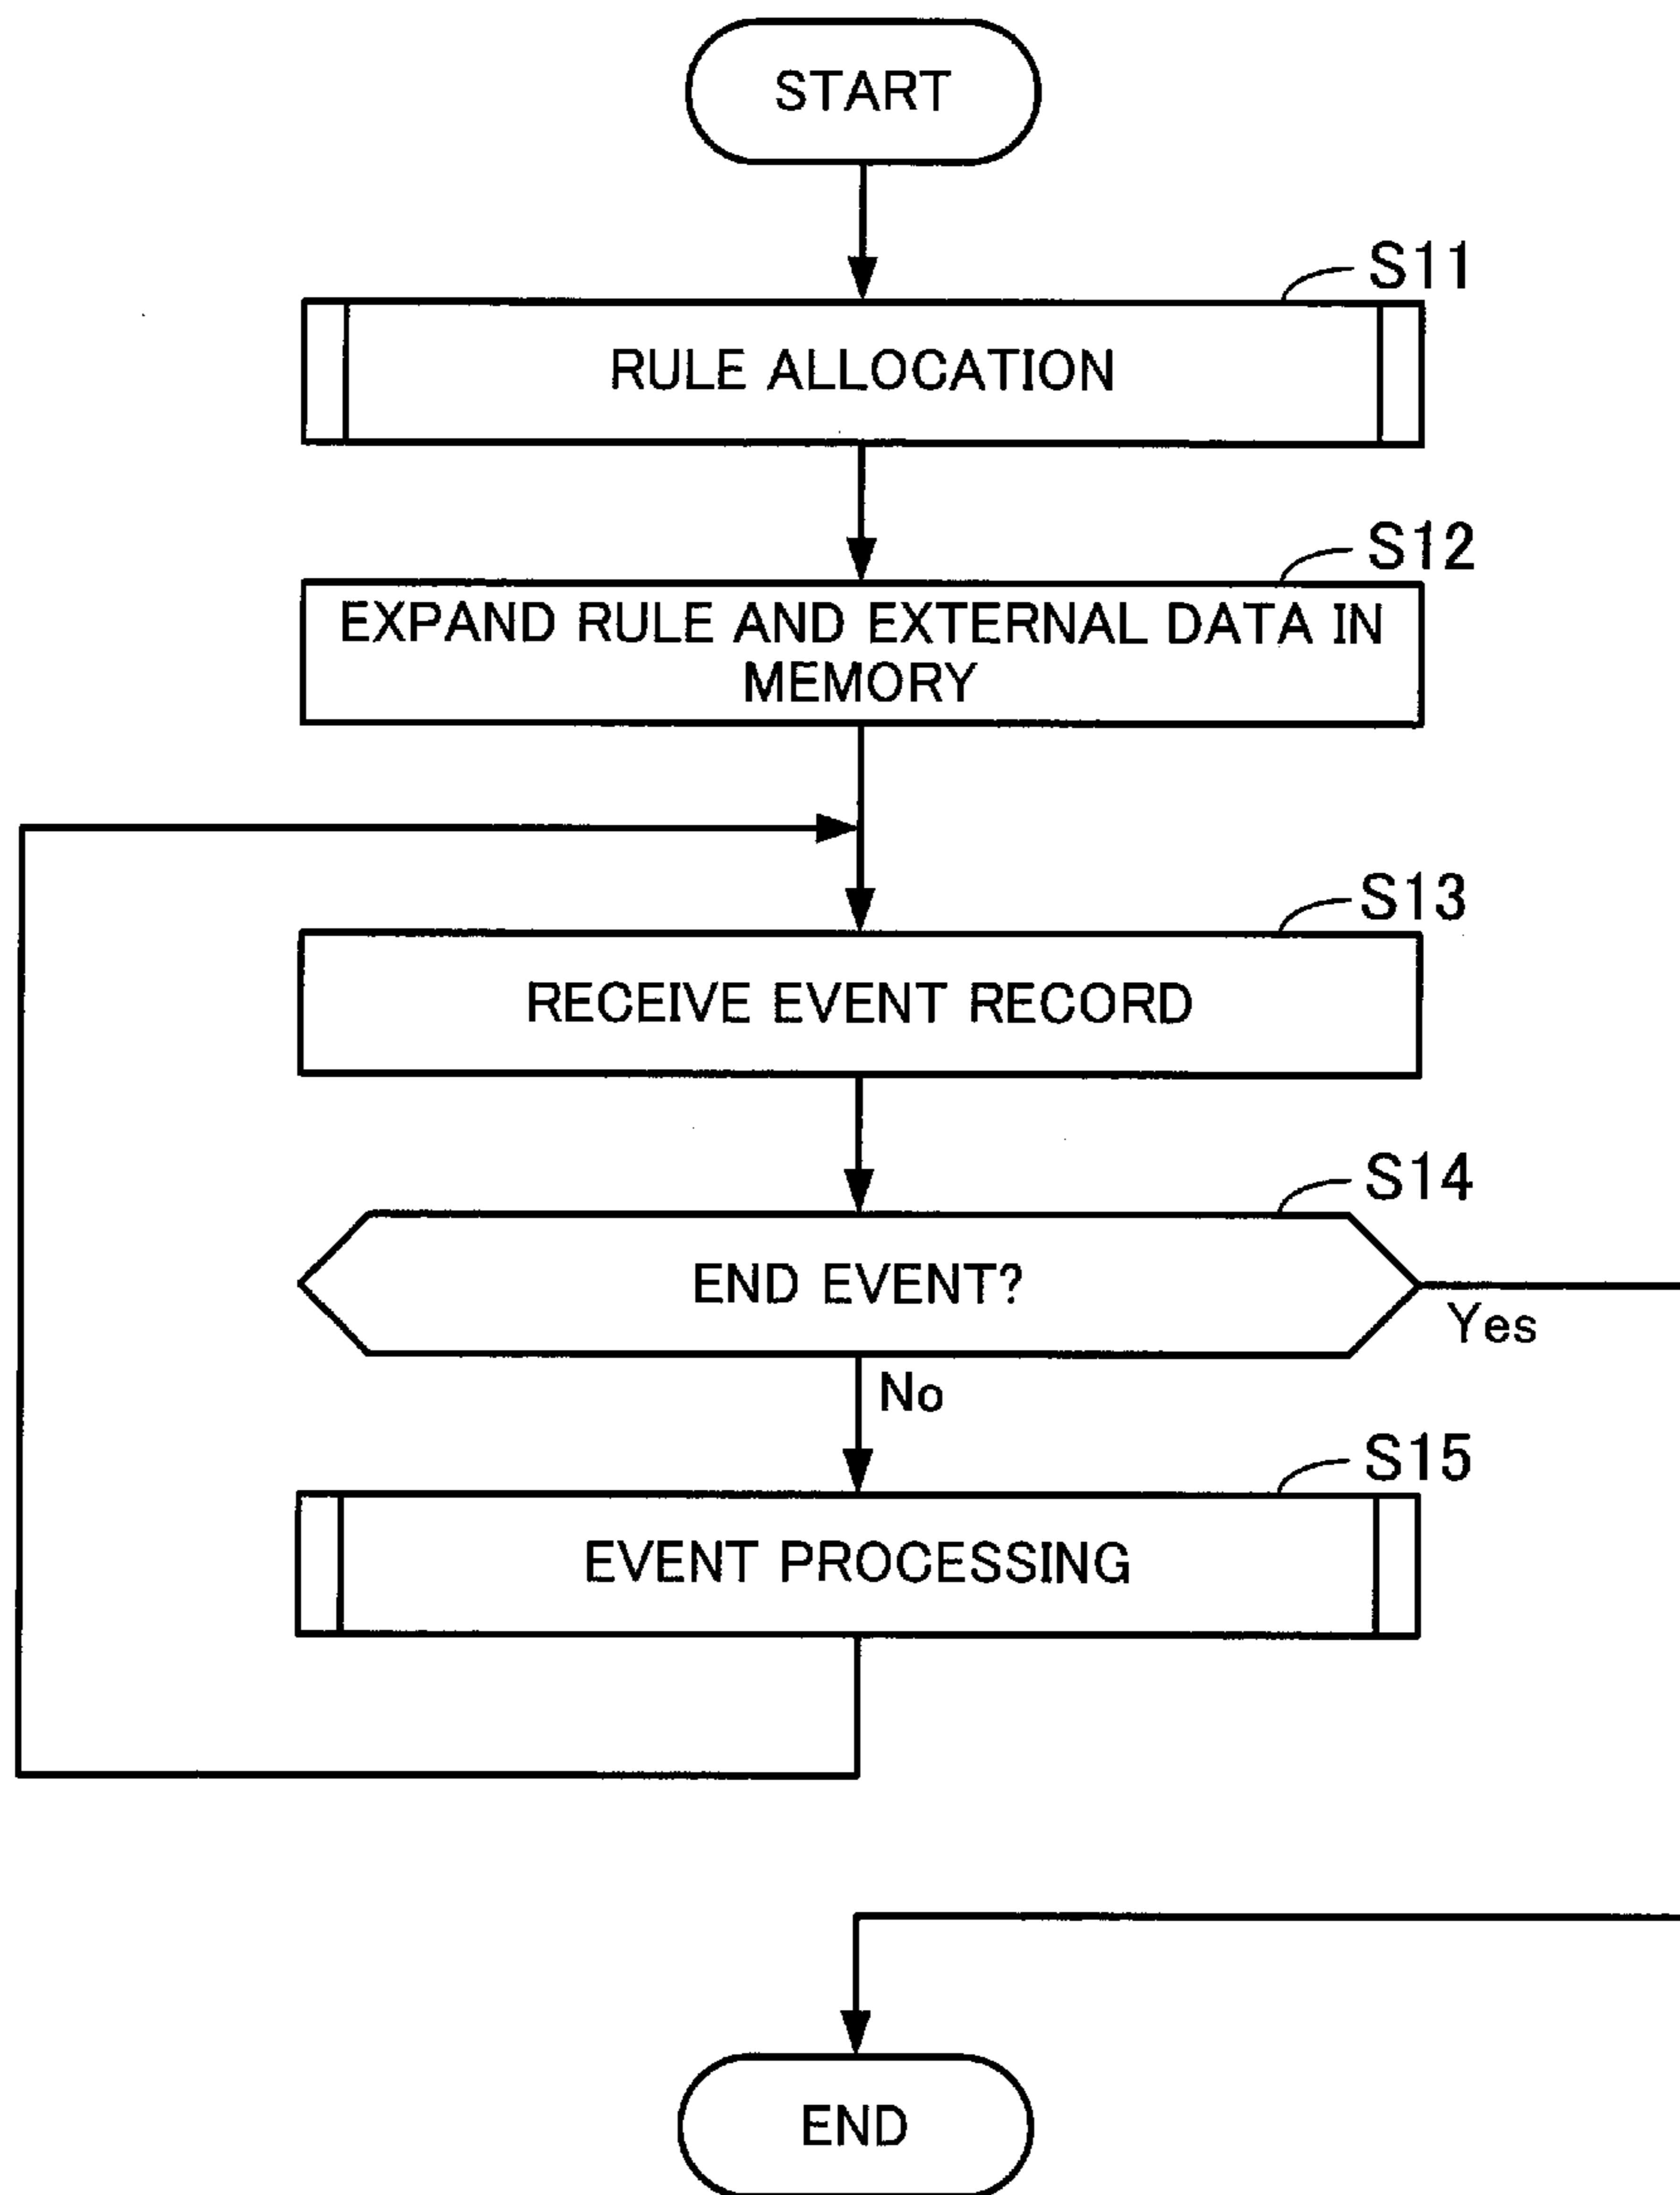 START
S11
RULE ALLOCATION
S12
EXPAND RULE AND EXTERNAL DATA IN
MEMORY
S13
RECEIVE EVENT RECORD
S14
END EVENT?
Yes
No
S15
EVENT PROCESSING
END